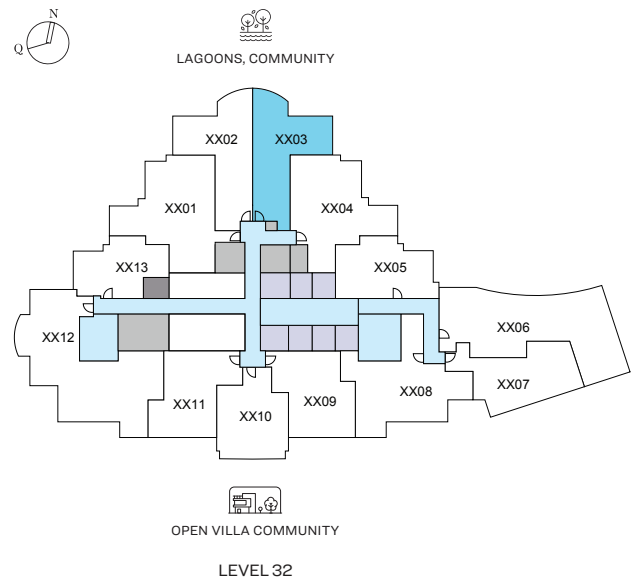 N
Q
LAGOONS, COMMUNITY
XX02
XX03
XX01
XX04
XX13
XX05
XX12
XX06
XX11
XX10
XX09
XX08
XX07
OPEN VILLA COMMUNITY
LEVEL 32